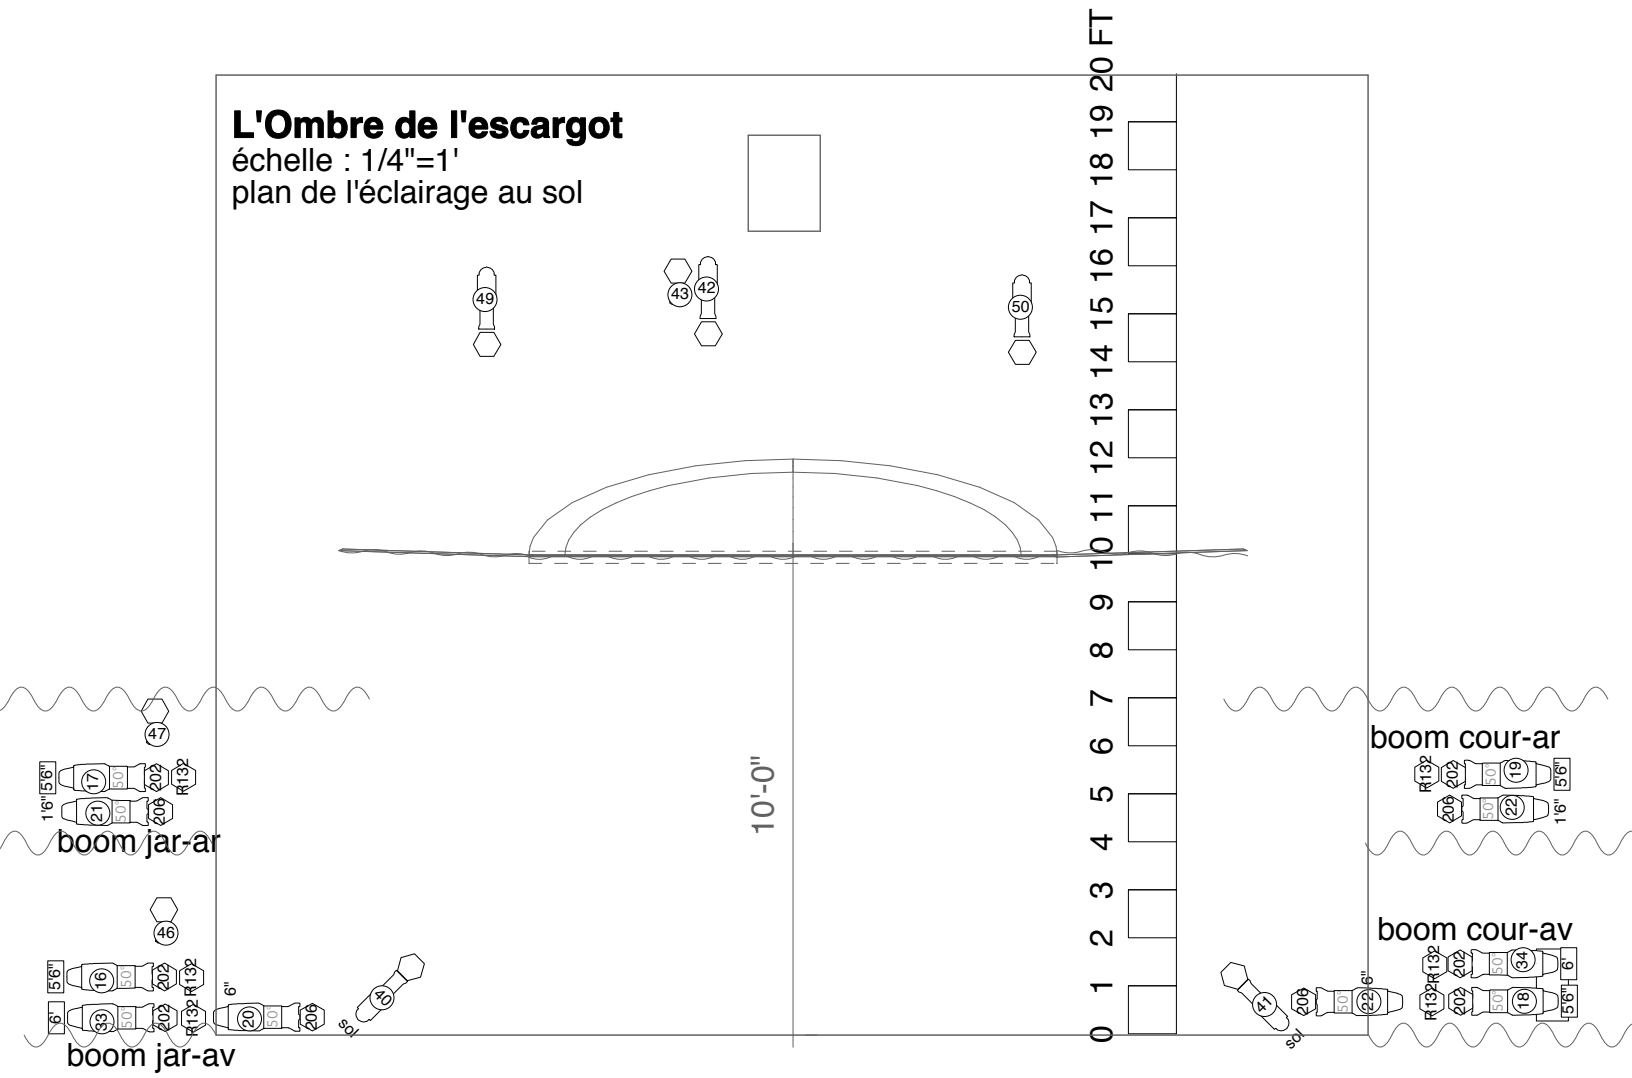 L'Ombre de l'escargot
échelle : 1/4"=1'
plan de l'éclairage au sol
20 FT
19
18
17
16
15
14
13
12
11
10
9
8
7
6
5
4
3
2
1
0
49
43
42
50
10'-0"
47
5'6" 17 50° 202 R132
1'6" 21 50° 206
boom jar-ar
46
5'6" 16 50° 202 R132
6' 33 50° 202 R132
6"
20 50° 206
boom jar-av
40
sol
boom cour-ar
R132 202 50° 19 5'6"
206 50° 22 1'6"
boom cour-av
R132 202 50° 34 6'
R132 202 50° 18 5'6"
6"
206 50° 22
41
sol